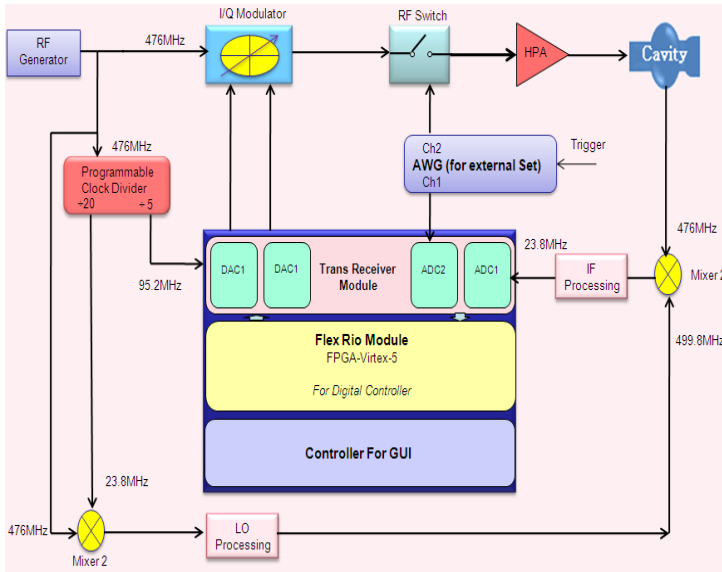 I/Q Modulator
RF Switch
RF
Generator
476MHz
HPA
Cavity
476MHz
Programmable
Clock Divider
÷20
÷ 5
Ch2
AWG (for external Set)
Ch1
Trigger
95.2MHz
DAC1
DAC1
Trans Receiver
Module
ADC2
ADC1
23.8MHz
IF
Processing
476MHz
Mixer 2
499.8MHz
Flex Rio Module
FPGA-Virtex-5
For Digital Controller
Controller For GUI
23.8MHz
476MHz
Mixer 2
LO
Processing